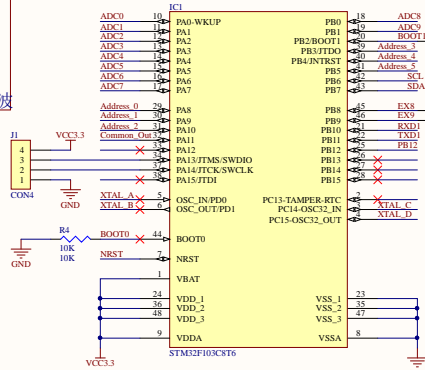 IC1
ADC0 10 PA0-WKUP PB0 18 ADC8
ADC1 11 PA1 PB1 19 ADC9
ADC2 12 PA2 PB2/BOOT1 20 BOOT1
ADC3 13 PA3 PB3/JTDO 39 Address_3
ADC4 14 PA4 PB4/JNTRST 40 Address_4
ADC5 15 PA5 PB5 41 Address_5
ADC6 16 PA6 PB6 42 SCL
ADC7 17 PA7 PB7 43 SDA
波
Address_0 29 PA8 PB8 45 EX8
Address_1 30 PA9 PB9 46 EX9
Address_2 31 PA10 PB10 21 RXD1
Common_Out 32 PA11 PB11 22 TXD1
33 PA12 PB12 25 PB12
34 PA13/JTMS/SWDIO PB13 26
37 PA14/JTCK/SWCLK PB14 27
38 PA15/JTDI PB15 28
J1
VCC3.3
4
3
2
1
CON4
GND
XTAL_A 5 OSC_IN/PD0 PC13-TAMPER-RTC 2
XTAL_B 6 OSC_OUT/PD1 PC14-OSC32_IN 3 XTAL_C
PC15-OSC32_OUT 4 XTAL_D
R4
BOOT0 44 BOOT0
10K
10K
GND
NRST 7 NRST
1 VBAT
24 VDD_1 VSS_1 23
36 VDD_2 VSS_2 35
48 VDD_3 VSS_3 47
9 VDDA VSSA 8
VCC3.3
STM32F103C8T6